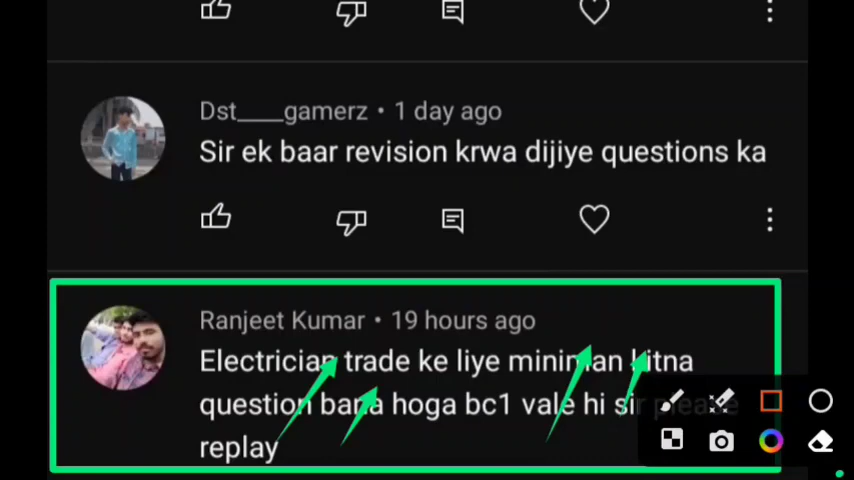 Dst____gamerz • 1 day ago
Sir ek baar revision krwa dijiye questions ka
Ranjeet Kumar • 19 hours ago
Electrician trade ke liye miniman kitna
question bana hoga bc1 vale hi sir please
replay